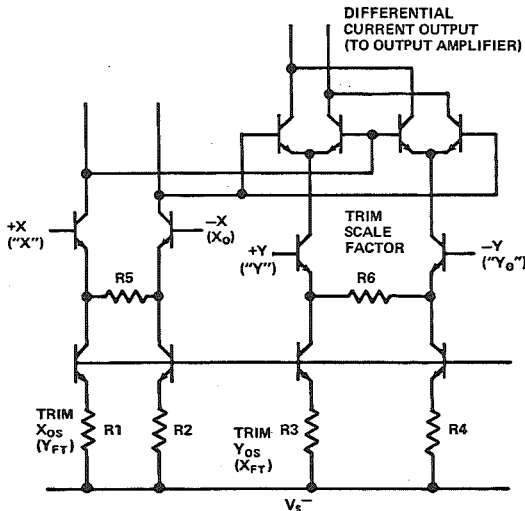 DIFFERENTIAL
CURRENT OUTPUT
(TO OUTPUT AMPLIFIER)
+X
("X")
−X
(X₀)
TRIM
SCALE
FACTOR
+Y
("Y")
−Y
("Y₀")
R5
R6
TRIM
X_OS
(Y_FT)
R1
R2
TRIM
Y_OS
(X_FT)
R3
R4
V_S−